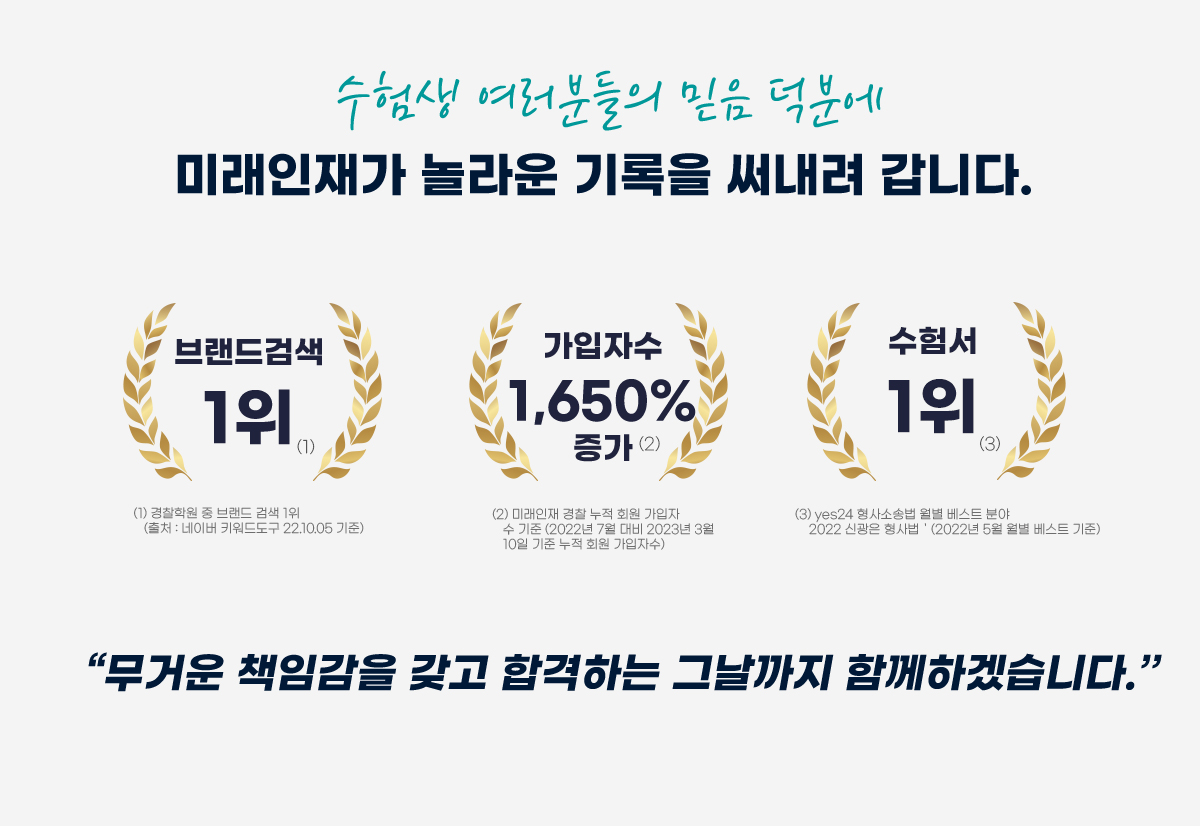 수험생 여러분들의 믿음 덕분에
미래인재가 놀라운 기록을 써내려 갑니다.
브랜드검색
1위 (1)
가입자수
1,650%
증가 (2)
수험서
1위 (3)
(1) 경찰학원 중 브랜드 검색 1위
(출처 : 네이버 키워드도구 22.10.05 기준)
(2) 미래인재 경찰 누적 회원 가입자
수 기준 (2022년 7월 대비 2023년 3월
10일 기준 누적 회원 가입자수)
(3) yes24 형사소송법 월별 베스트 분야
2022 신광은 형사법 ' (2022년 5월 월별 베스트 기준)
“무거운 책임감을 갖고 합격하는 그날까지 함께하겠습니다.”